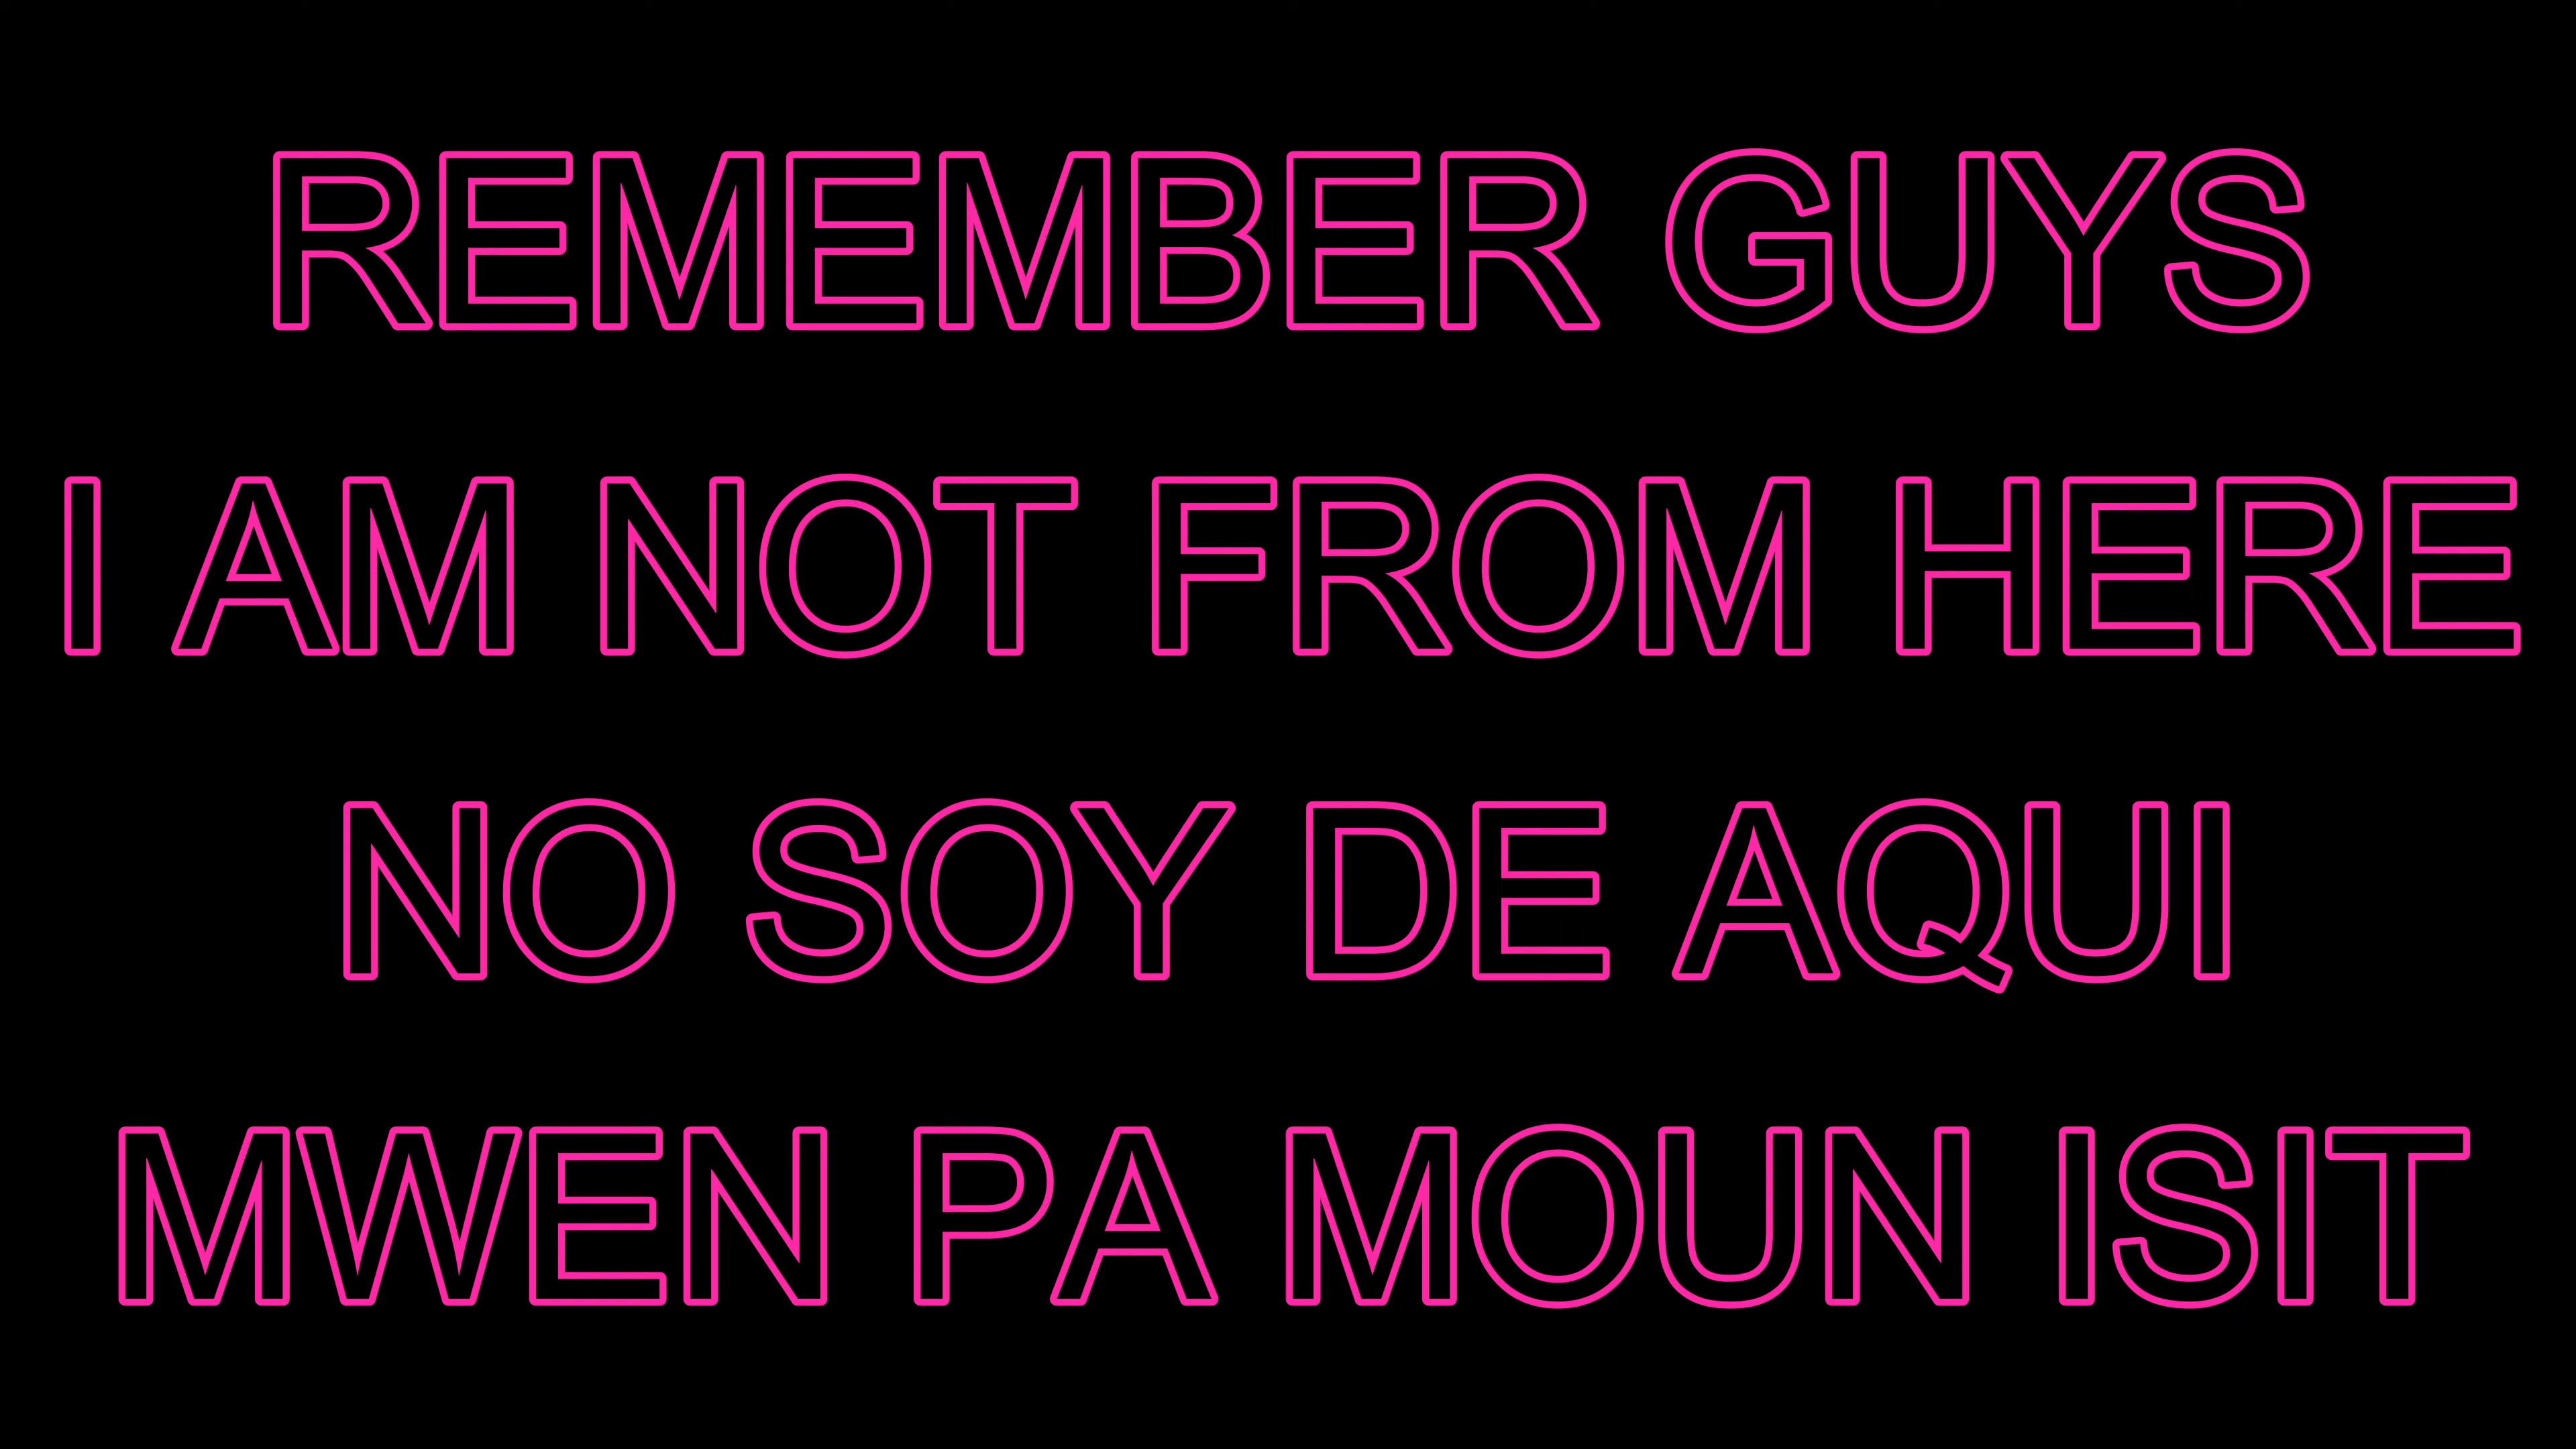 REMEMBER GUYS
I AM NOT FROM HERE
NO SOY DE AQUI
MWEN PA MOUN ISIT